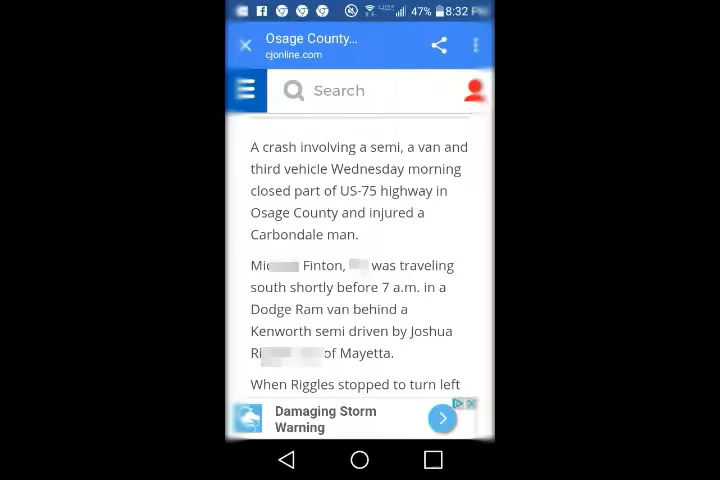 47% 8:32 PM
Osage County...
cjonline.com
Search
A crash involving a semi, a van and
third vehicle Wednesday morning
closed part of US-75 highway in
Osage County and injured a
Carbondale man.
Finton, was traveling
south shortly before 7 a.m. in a
Dodge Ram van behind a
Kenworth semi driven by Joshua
of Mayetta.
When Riggles stopped to turn left
Damaging Storm
Warning